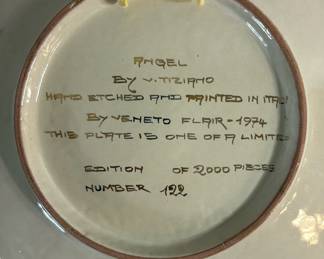 ANGEL
BY V. TIZIANO
HAND ETCHED AND PAINTED IN ITALY
BY VENETO FLAIR - 1974
THIS PLATE IS ONE OF A LIMITED
EDITION OF 2000 PIECES
NUMBER 122